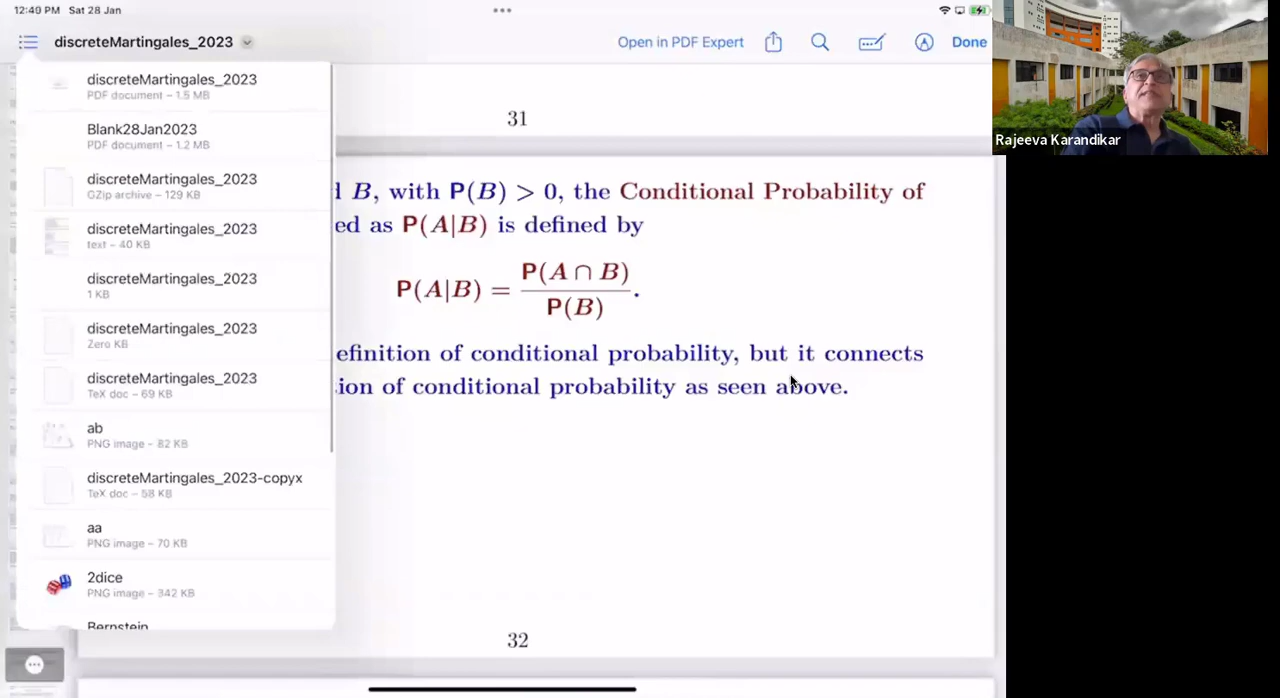 12:49 PM Sat 28 Jan
discreteMartingales_2023
Open in PDF Expert
Done
discreteMartingales_2023
PDF document – 1.5 MB
Blank28Jan2023
PDF document – 1.2 MB
discreteMartingales_2023
GZip archive – 129 KB
discreteMartingales_2023
text – 40 KB
discreteMartingales_2023
1 KB
discreteMartingales_2023
Zero KB
discreteMartingales_2023
TeX doc – 69 KB
ab
PNG image – 82 KB
discreteMartingales_2023-copyx
TeX doc – 58 KB
aa
PNG image – 70 KB
2dice
PNG image – 342 KB
Bernstein
31
B, with P(B) > 0, the Conditional Probability of
ed as P(A|B) is defined by
P(A|B) = P(A ∩ B) / P(B).
efinition of conditional probability, but it connects
tion of conditional probability as seen above.
32
Rajeeva Karandikar